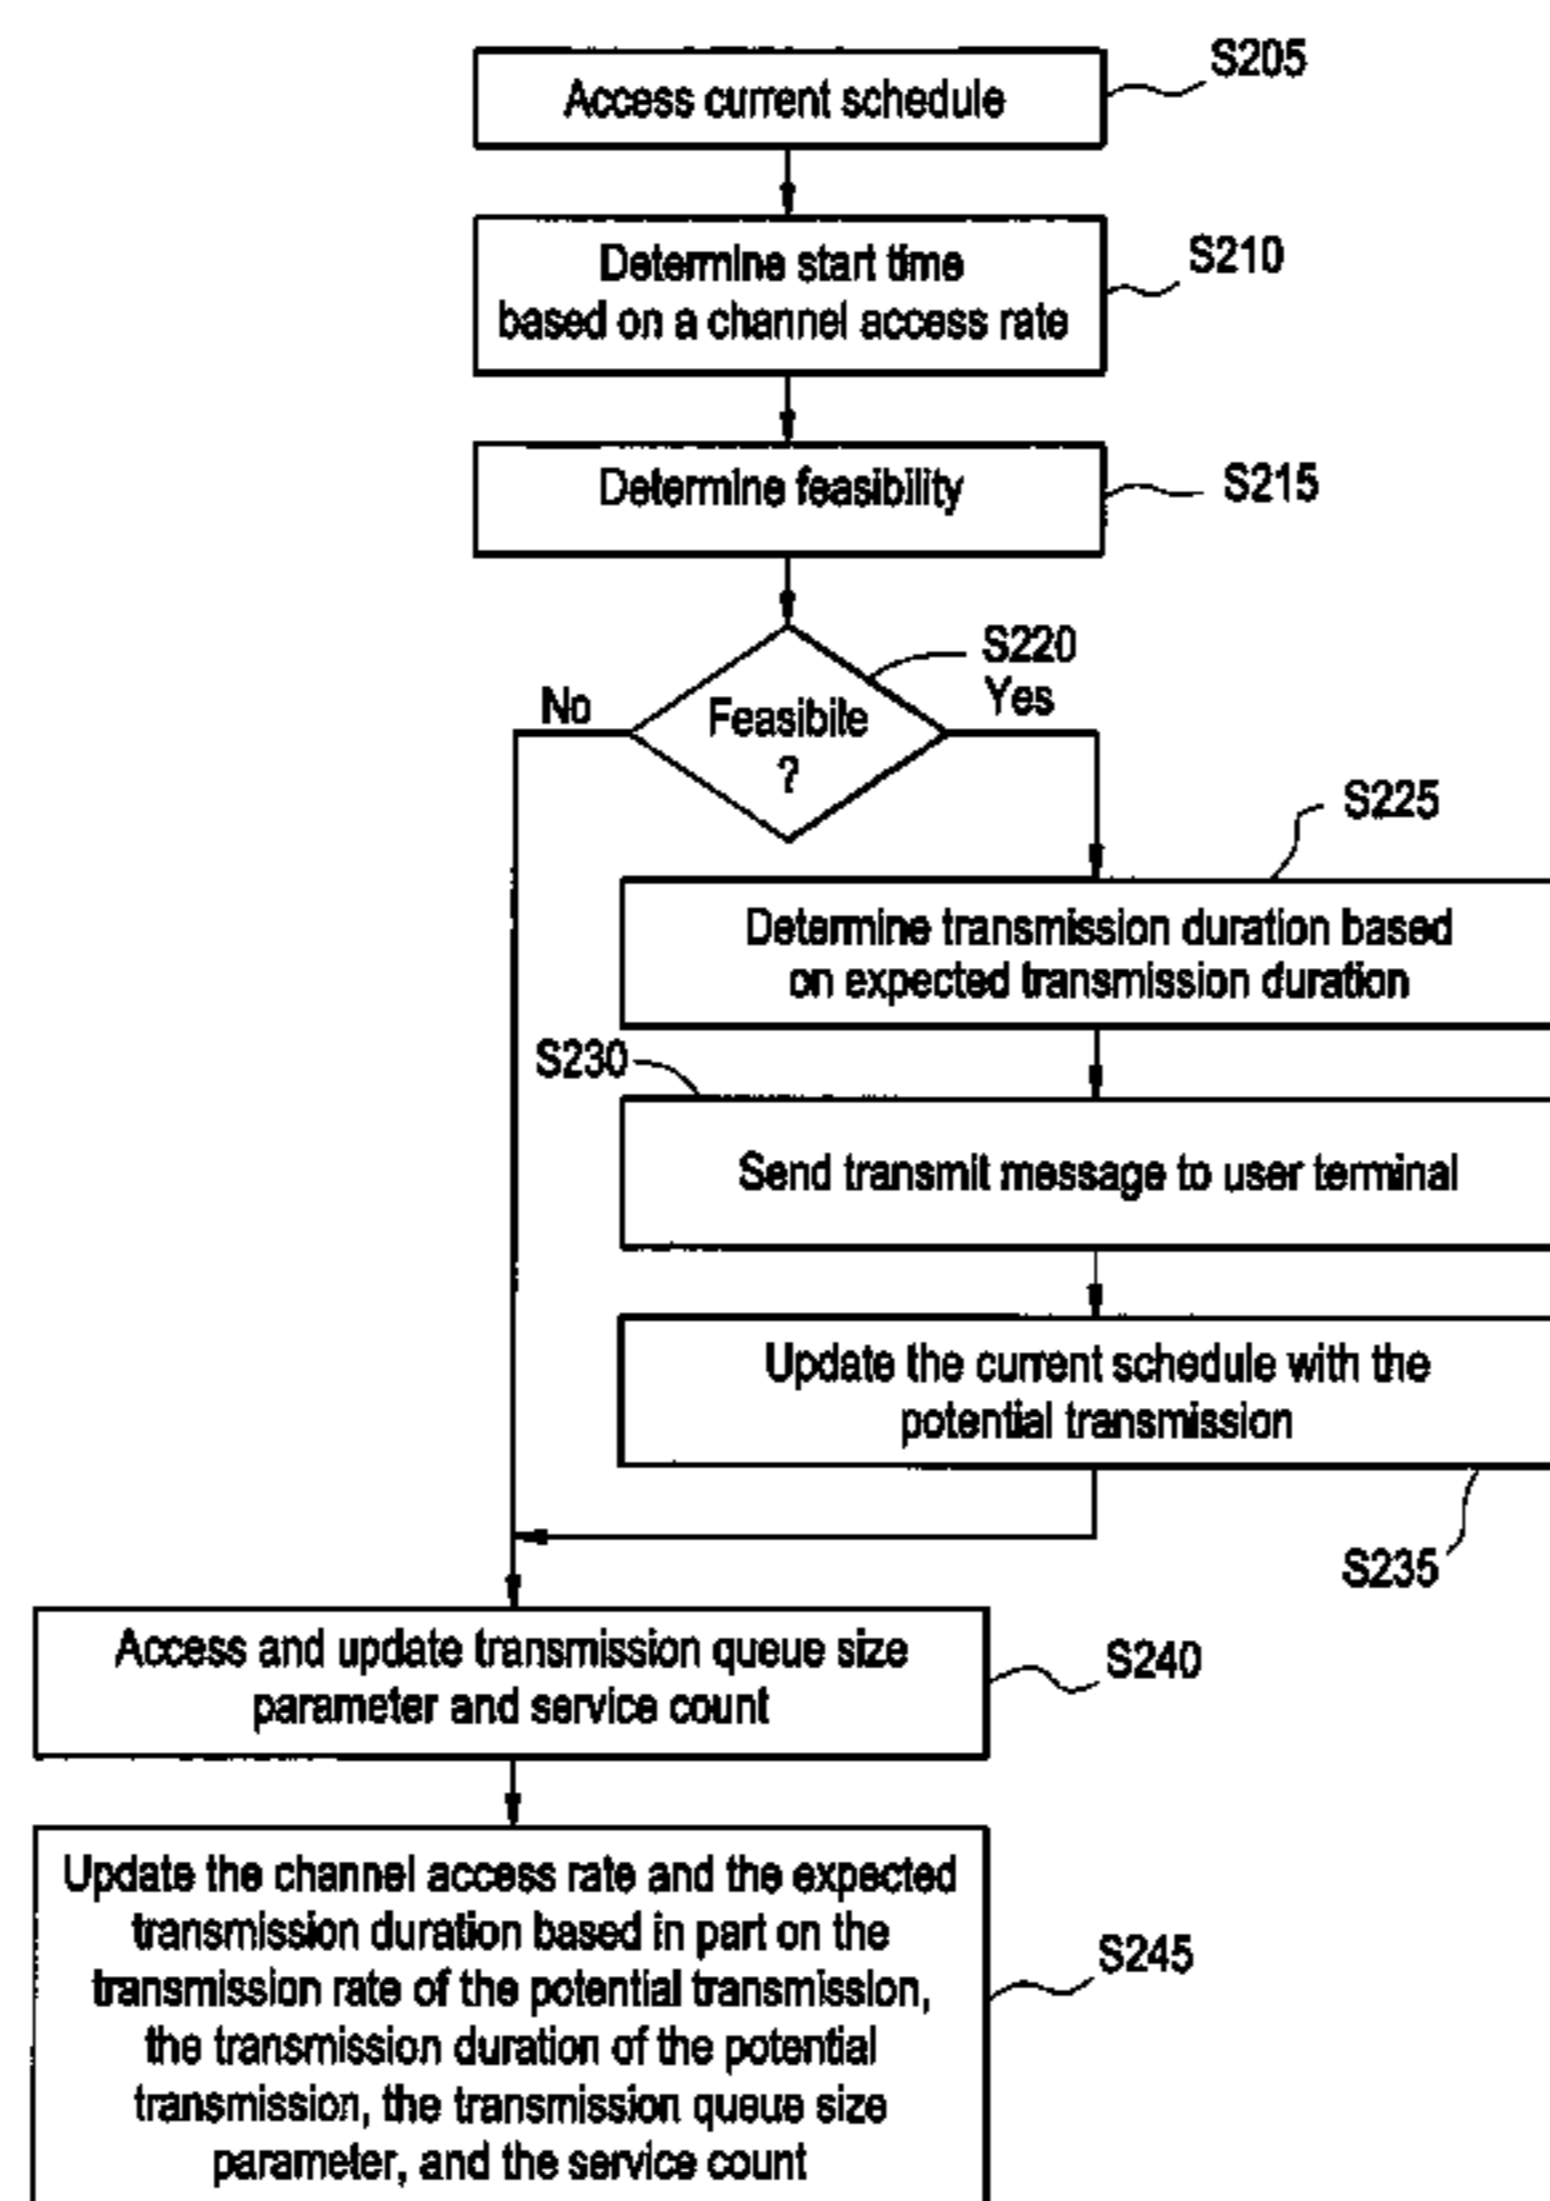 S205
Access current schedule
S210
Determine start time
based on a channel access rate
Determine feasibility
S215
S220
No
Yes
Feasibile
?
S225
Determine transmission duration based
on expected transmission duration
S230
Send transmit message to user terminal
Update the current schedule with the
potential transmission
S235
Access and update transmission queue size
parameter and service count
S240
Update the channel access rate and the expected
transmission duration based in part on the
transmission rate of the potential transmission,
the transmission duration of the potential
transmission, the transmission queue size
parameter, and the service count
S245